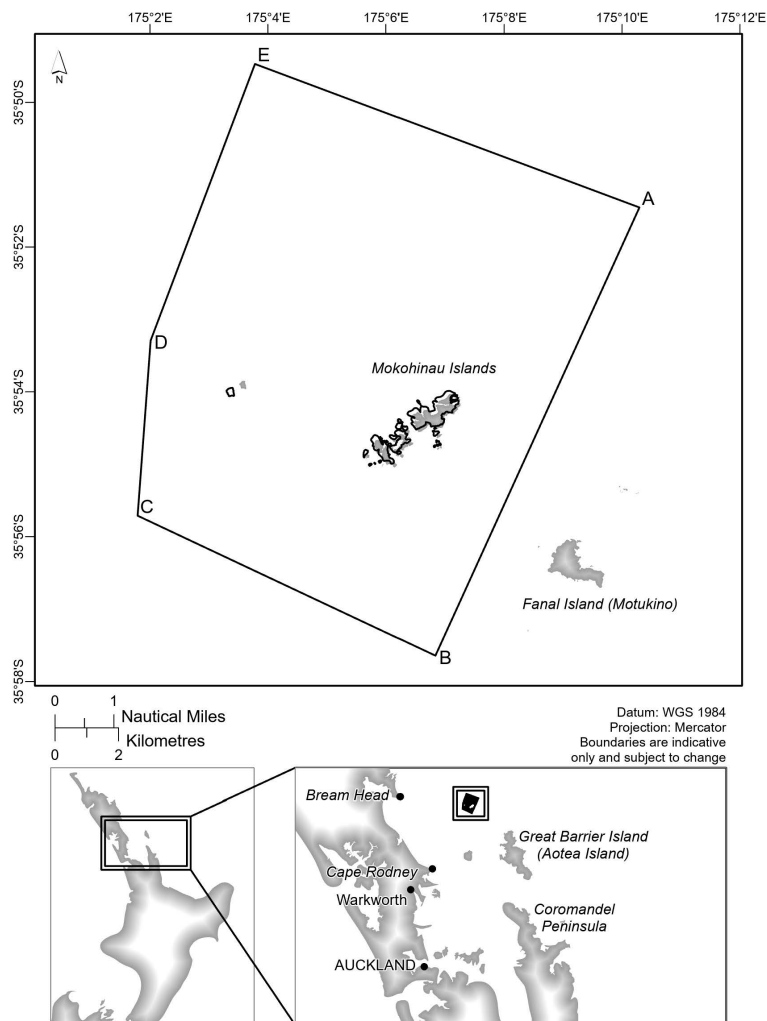 175°2'E 175°4'E 175°6'E 175°8'E 175°10'E 175°12'E
E
N
35°50'S
A
35°52'S
D
Mokohinau Islands
35°54'S
C
35°56'S
Fanal Island (Motukino)
B
35°58'S
0 1
Nautical Miles
Kilometres
0 2
Datum: WGS 1984
Projection: Mercator
Boundaries are indicative
only and subject to change
Bream Head
Great Barrier Island
(Aotea Island)
Cape Rodney
Warkworth
Coromandel
Peninsula
AUCKLAND